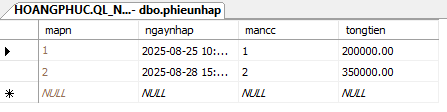 HOANGPHUC.QL_N...- dbo.phieunhap
mapn ngaynhap mancc tongtien
1 2025-08-25 10:... 1 200000.00
2 2025-08-28 15:... 2 350000.00
NULL NULL NULL NULL